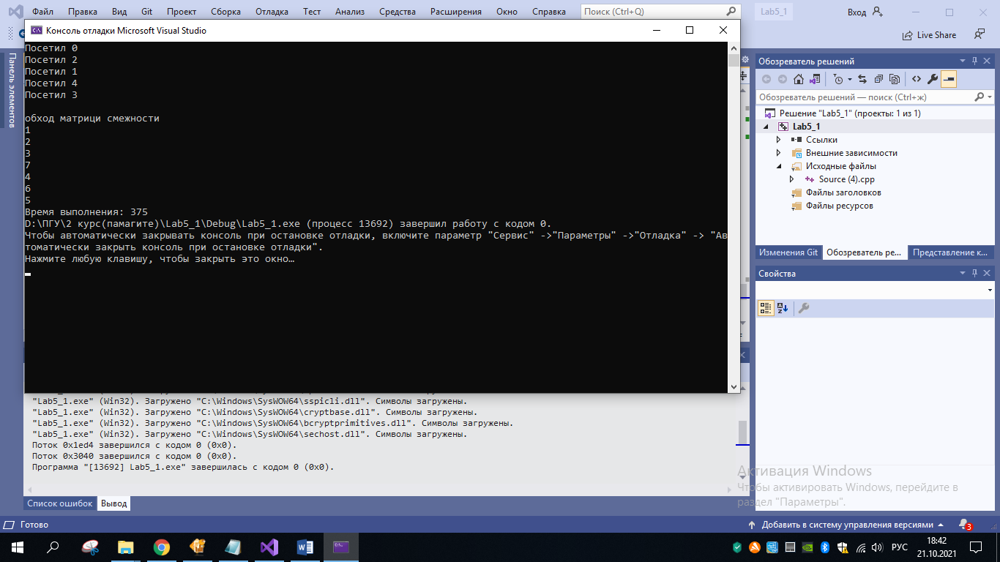 Файл Правка Вид Git Проект Сборка Отладка Тест Анализ Средства Расширения Окно Справка Поиск (Ctrl+Q) Lab5_1 Вход
Live Share
Панель элементов
Консоль отладки Microsoft Visual Studio
Посетил 0
Посетил 2
Посетил 1
Посетил 4
Посетил 3
обход матрици смежности
1
2
3
7
4
6
5
Время выполнения: 375
D:\ПГУ\2 курс(памагите)\Lab5_1\Debug\Lab5_1.exe (процесс 13692) завершил работу с кодом 0.
Чтобы автоматически закрывать консоль при остановке отладки, включите параметр "Сервис" ->"Параметры" ->"Отладка" -> "Ав
томатически закрыть консоль при остановке отладки".
Нажмите любую клавишу, чтобы закрыть это окно…
Обозреватель решений
Обозреватель решений — поиск (Ctrl+ж)
Решение "Lab5_1" (проекты: 1 из 1)
Lab5_1
Ссылки
Внешние зависимости
Исходные файлы
Source (4).cpp
Файлы заголовков
Файлы ресурсов
Изменения Git Обозреватель ре... Представление к...
Свойства
"Lab5_1.exe" (Win32). Загружено "C:\Windows\SysWOW64\sspicli.dll". Символы загружены.
"Lab5_1.exe" (Win32). Загружено "C:\Windows\SysWOW64\cryptbase.dll". Символы загружены.
"Lab5_1.exe" (Win32). Загружено "C:\Windows\SysWOW64\bcryptprimitives.dll". Символы загружены.
"Lab5_1.exe" (Win32). Загружено "C:\Windows\SysWOW64\sechost.dll". Символы загружены.
Поток 0x1ed4 завершился с кодом 0 (0x0).
Поток 0x3040 завершился с кодом 0 (0x0).
Программа "[13692] Lab5_1.exe" завершилась с кодом 0 (0x0).
Активация Windows
Чтобы активировать Windows, перейдите в
раздел "Параметры".
Список ошибок Вывод
Готово Добавить в систему управления версиями 3
РУС 18:42
21.10.2021